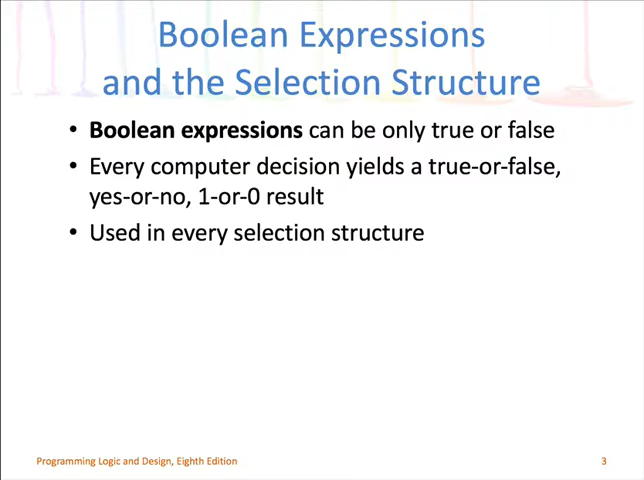 Boolean Expressions
and the Selection Structure
• Boolean expressions can be only true or false
• Every computer decision yields a true-or-false,
yes-or-no, 1-or-0 result
• Used in every selection structure
Programming Logic and Design, Eighth Edition
3